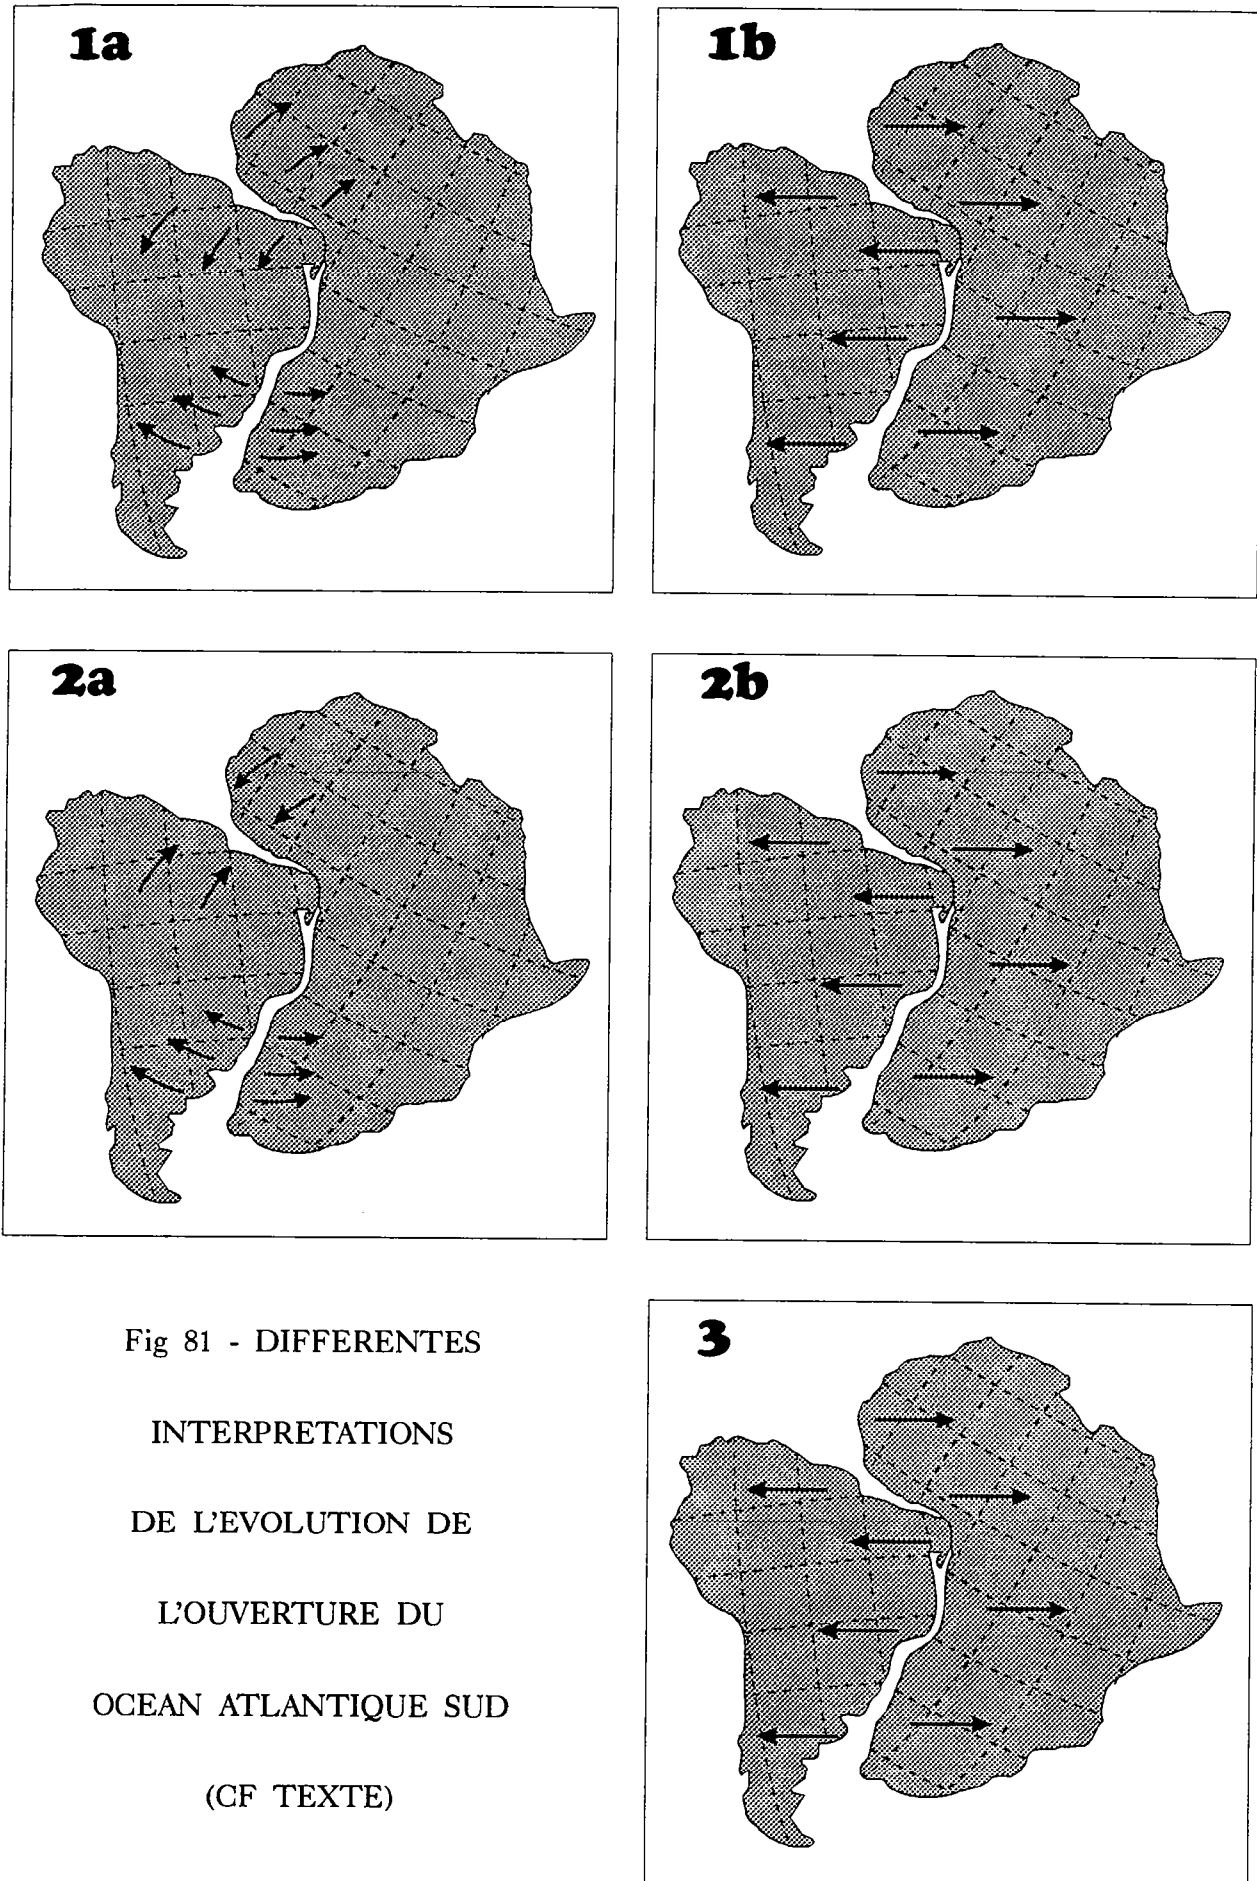 1a
1b
2a
2b
3
Fig 81 - DIFFERENTES
INTERPRETATIONS
DE L'EVOLUTION DE
L'OUVERTURE DU
OCEAN ATLANTIQUE SUD
(CF TEXTE)